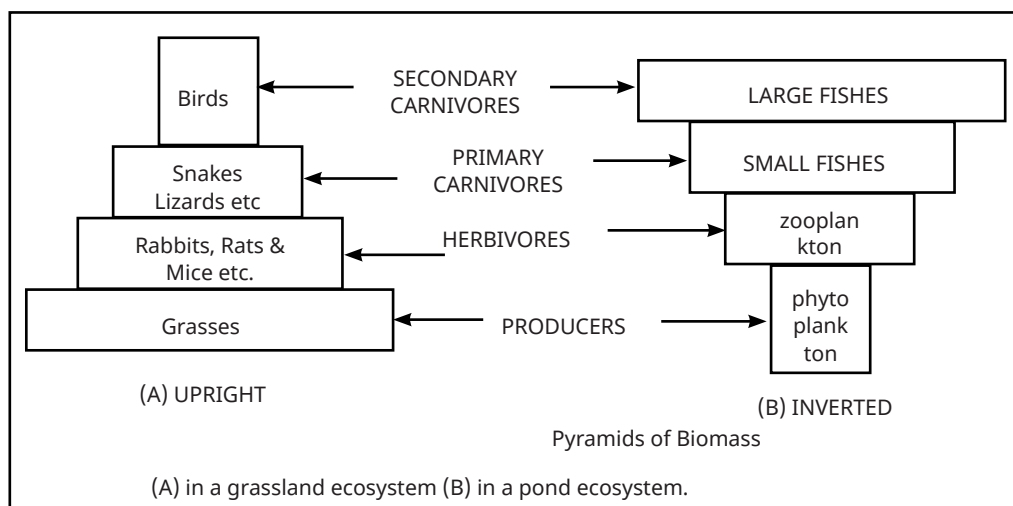 Birds
SECONDARY
CARNIVORES
LARGE FISHES
Snakes
Lizards etc
PRIMARY
CARNIVORES
SMALL FISHES
Rabbits, Rats &
Mice etc.
HERBIVORES
zooplan
kton
Grasses
PRODUCERS
phyto
plank
ton
(A) UPRIGHT
(B) INVERTED
Pyramids of Biomass
(A) in a grassland ecosystem (B) in a pond ecosystem.